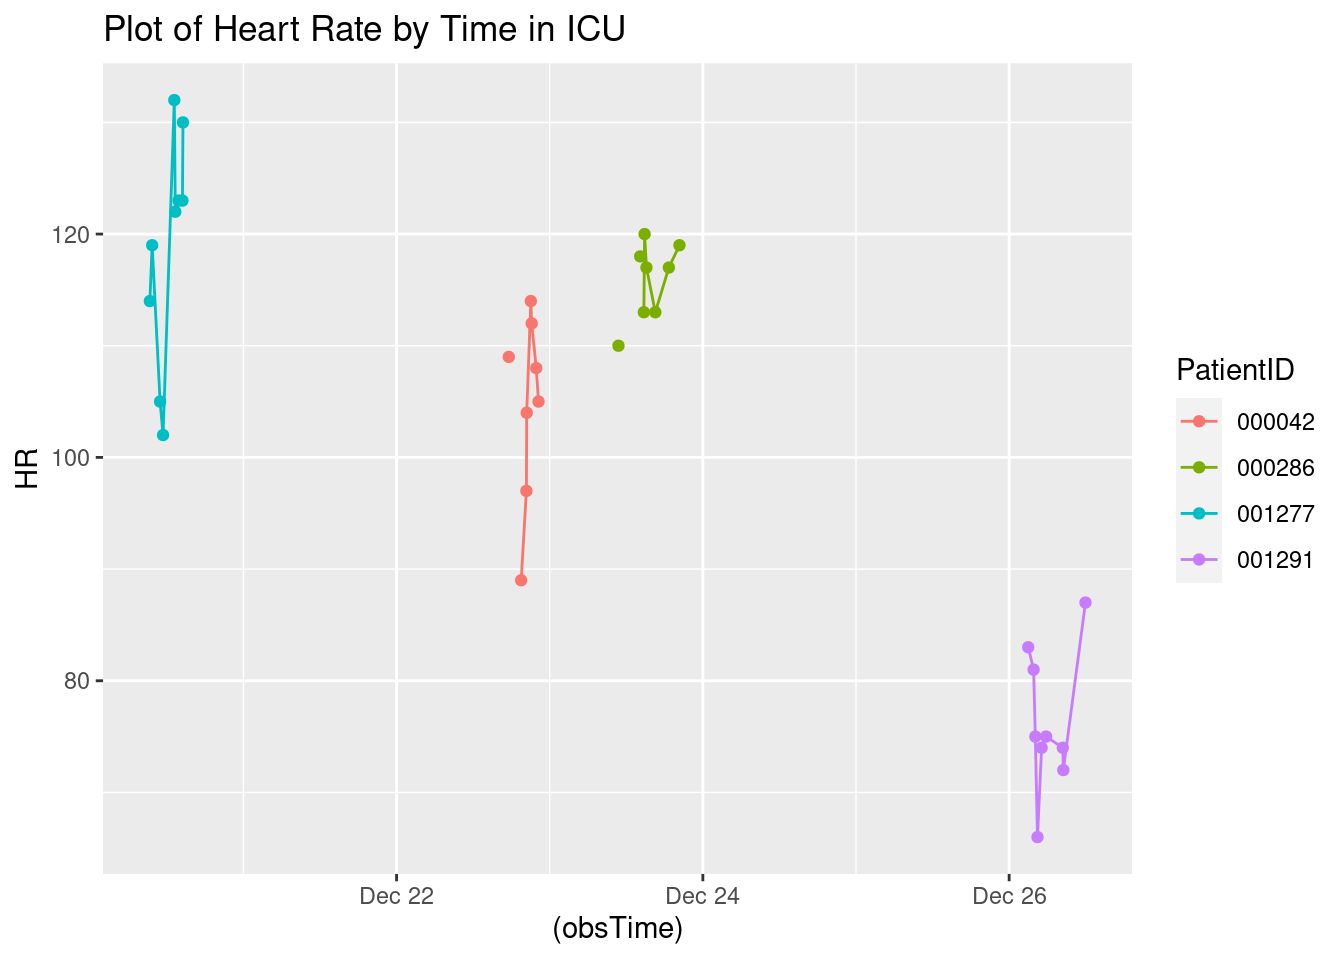 Plot of Heart Rate by Time in ICU
120
100
80
HR
Dec 22
Dec 24
Dec 26
(obsTime)
PatientID
000042
000286
001277
001291